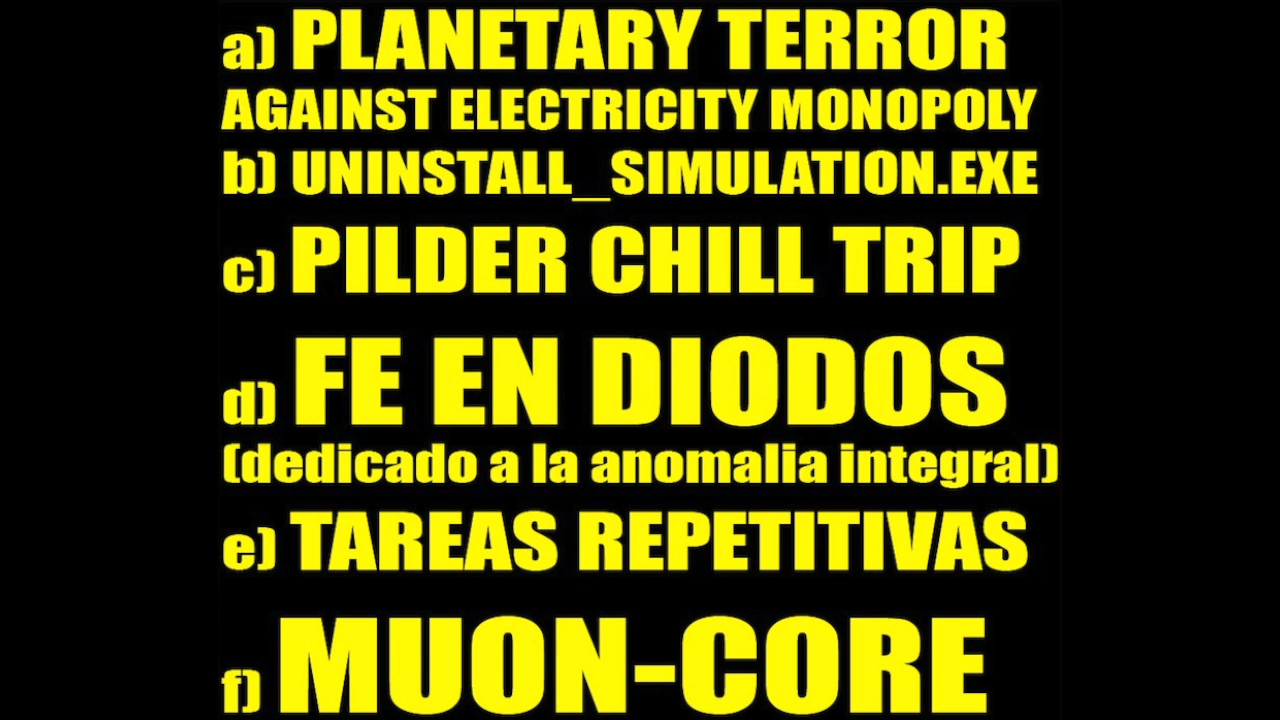 a) PLANETARY TERROR
AGAINST ELECTRICITY MONOPOLY
b) UNINSTALL_SIMULATION.EXE
c) PILDER CHILL TRIP
d) FE EN DIODOS
(dedicado a la anomalia integral)
e) TAREAS REPETITIVAS
f) MUON-CORE